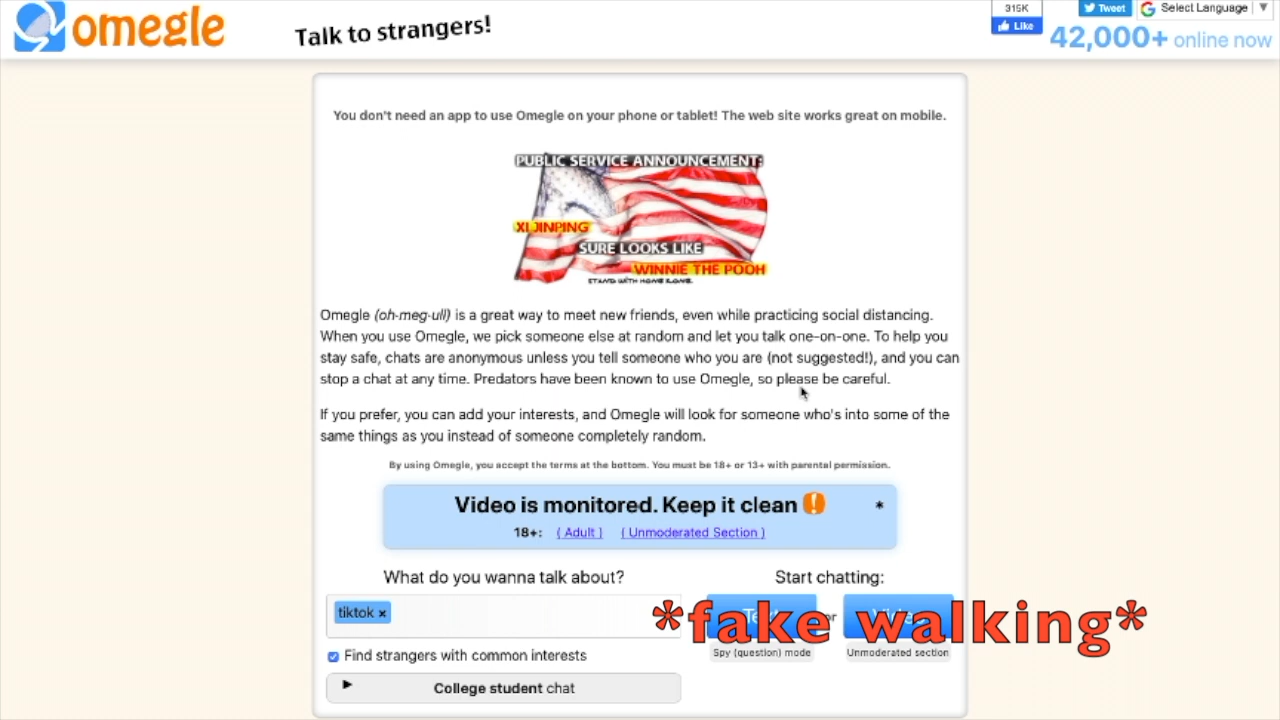 omegle
Talk to strangers!
315K
Like
Tweet
Select Language
42,000+ online now
You don't need an app to use Omegle on your phone or tablet! The web site works great on mobile.
PUBLIC SERVICE ANNOUNCEMENT:
XI JINPING
SURE LOOKS LIKE
WINNIE THE POOH
STAND WITH HONG KONG.
Omegle (oh-meg-ull) is a great way to meet new friends, even while practicing social distancing.
When you use Omegle, we pick someone else at random and let you talk one-on-one. To help you
stay safe, chats are anonymous unless you tell someone who you are (not suggested!), and you can
stop a chat at any time. Predators have been known to use Omegle, so please be careful.
If you prefer, you can add your interests, and Omegle will look for someone who's into some of the
same things as you instead of someone completely random.
By using Omegle, you accept the terms at the bottom. You must be 18+ or 13+ with parental permission.
Video is monitored. Keep it clean ! *
18+: ( Adult ) ( Unmoderated Section )
What do you wanna talk about?
Start chatting:
tiktok ×
or
*fake walking*
Find strangers with common interests
Spy (question) mode
Unmoderated section
College student chat